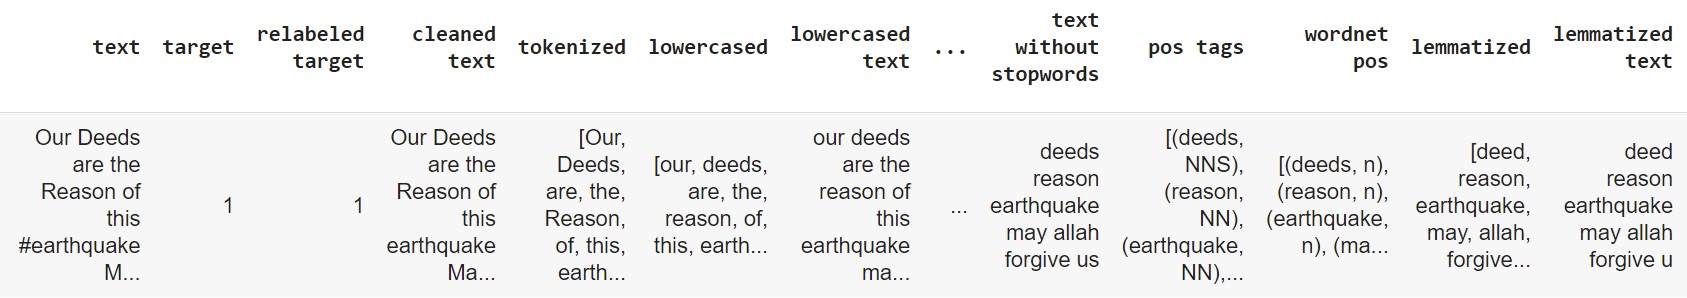 text target relabeled target cleaned text tokenized lowercased lowercased text ... text without stopwords pos tags wordnet pos lemmatized lemmatized text
Our Deeds
are the
Reason of
this
#earthquake
M...
1
1
Our Deeds
are the
Reason of
this
earthquake
Ma...
[Our,
Deeds,
are, the,
Reason,
of, this,
earth...
[our, deeds,
are, the,
reason, of,
this, earth...
our deeds
are the
reason of
this
earthquake
ma...
...
deeds
reason
earthquake
may allah
forgive us
[(deeds,
NNS),
(reason,
NN),
(earthquake,
NN),...
[(deeds, n),
(reason, n),
(earthquake,
n), (ma...
[deed,
reason,
earthquake,
may, allah,
forgive...
deed
reason
earthquake
may allah
forgive u